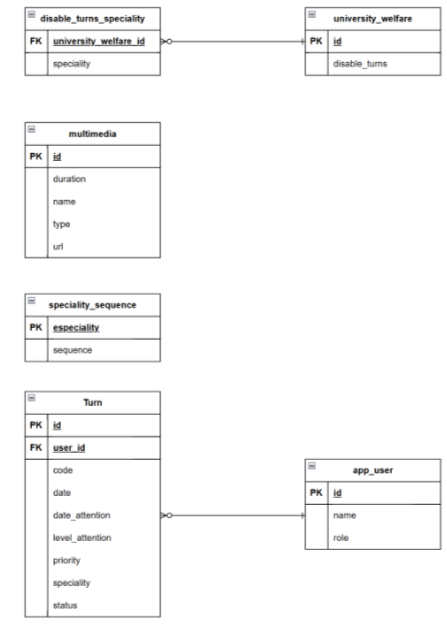 disable_turns_speciality
FK university_welfare_id
speciality
university_welfare
PK id
disable_turns
multimedia
PK id
duration
name
type
url
speciality_sequence
PK especiality
sequence
Turn
PK id
FK user_id
code
date
date_attention
level_attention
priority
speciality
status
app_user
PK id
name
role